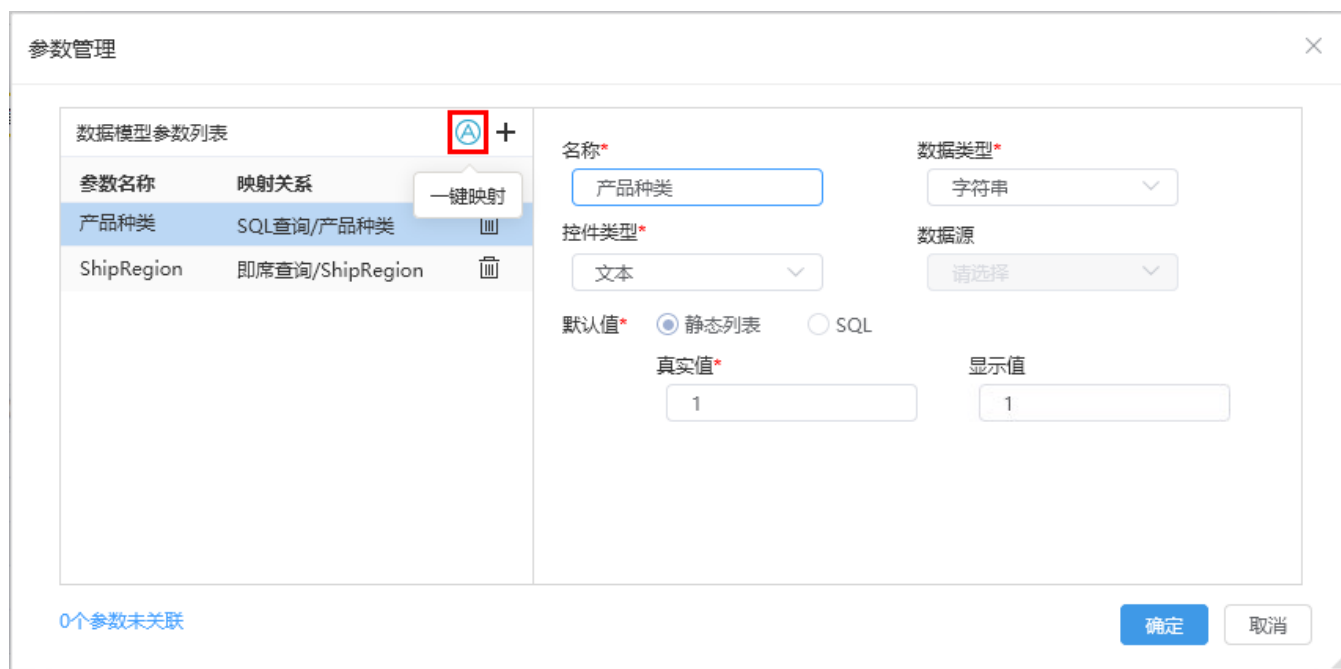 参数管理
数据模型参数列表
一键映射
参数名称 映射关系
产品种类 SQL查询/产品种类
ShipRegion 即席查询/ShipRegion
名称* 数据类型*
产品种类 字符串
控件类型* 数据源
文本 请选择
默认值* 静态列表 SQL
真实值* 显示值
1 1
0个参数未关联
确定 取消